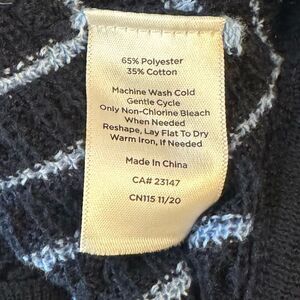 65% Polyester
35% Cotton
Machine Wash Cold
Gentle Cycle
Only Non-Chlorine Bleach
When Needed
Reshape, Lay Flat To Dry
Warm Iron, If Needed
Made In China
CA# 23147
CN115 11/20